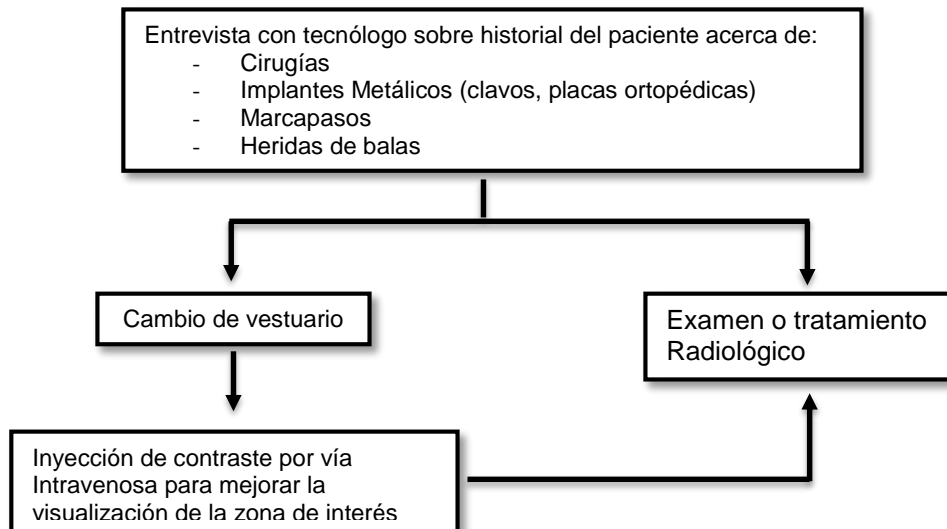 Entrevista con tecnólogo sobre historial del paciente acerca de:
- Cirugías
- Implantes Metálicos (clavos, placas ortopédicas)
- Marcapasos
- Heridas de balas
Cambio de vestuario
Examen o tratamiento
Radiológico
Inyección de contraste por vía
Intravenosa para mejorar la
visualización de la zona de interés